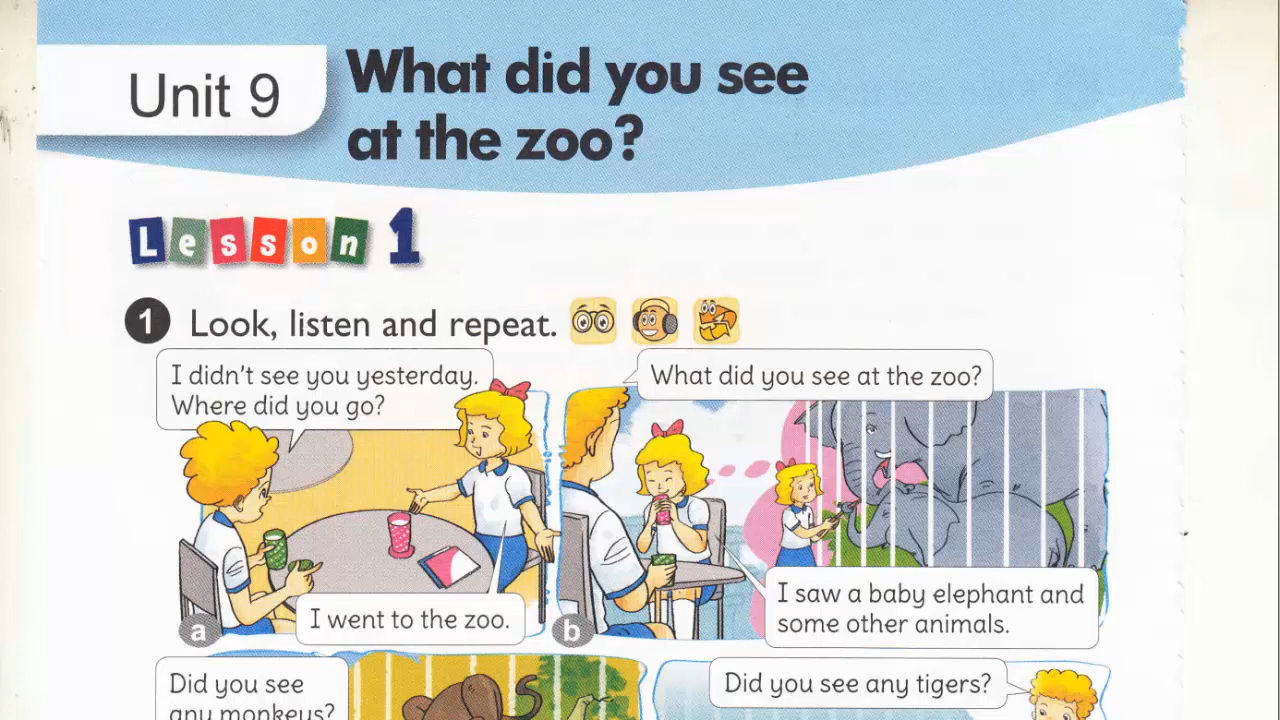 Unit 9
What did you see
at the zoo?
Lesson 1
1 Look, listen and repeat.
I didn't see you yesterday.
Where did you go?
I went to the zoo.
a
What did you see at the zoo?
I saw a baby elephant and
some other animals.
b
Did you see
any monkeys?
Did you see any tigers?